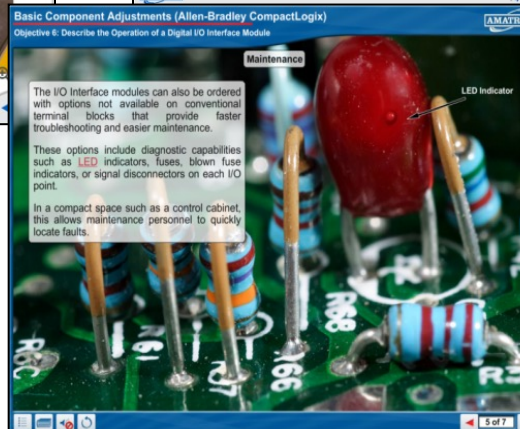 Basic Component Adjustments (Allen-Bradley CompactLogix)
Objective 6: Describe the Operation of a Digital I/O Interface Module
AMATR
Maintenance
LED Indicator
The I/O Interface modules can also be ordered
with options not available on conventional
terminal blocks that provide faster
troubleshooting and easier maintenance.
These options include diagnostic capabilities
such as LED indicators, fuses, blown fuse
indicators, or signal disconnectors on each I/O
point.
In a compact space such as a control cabinet,
this allows maintenance personnel to quickly
locate faults.
R68
R61
R66
5 of 7